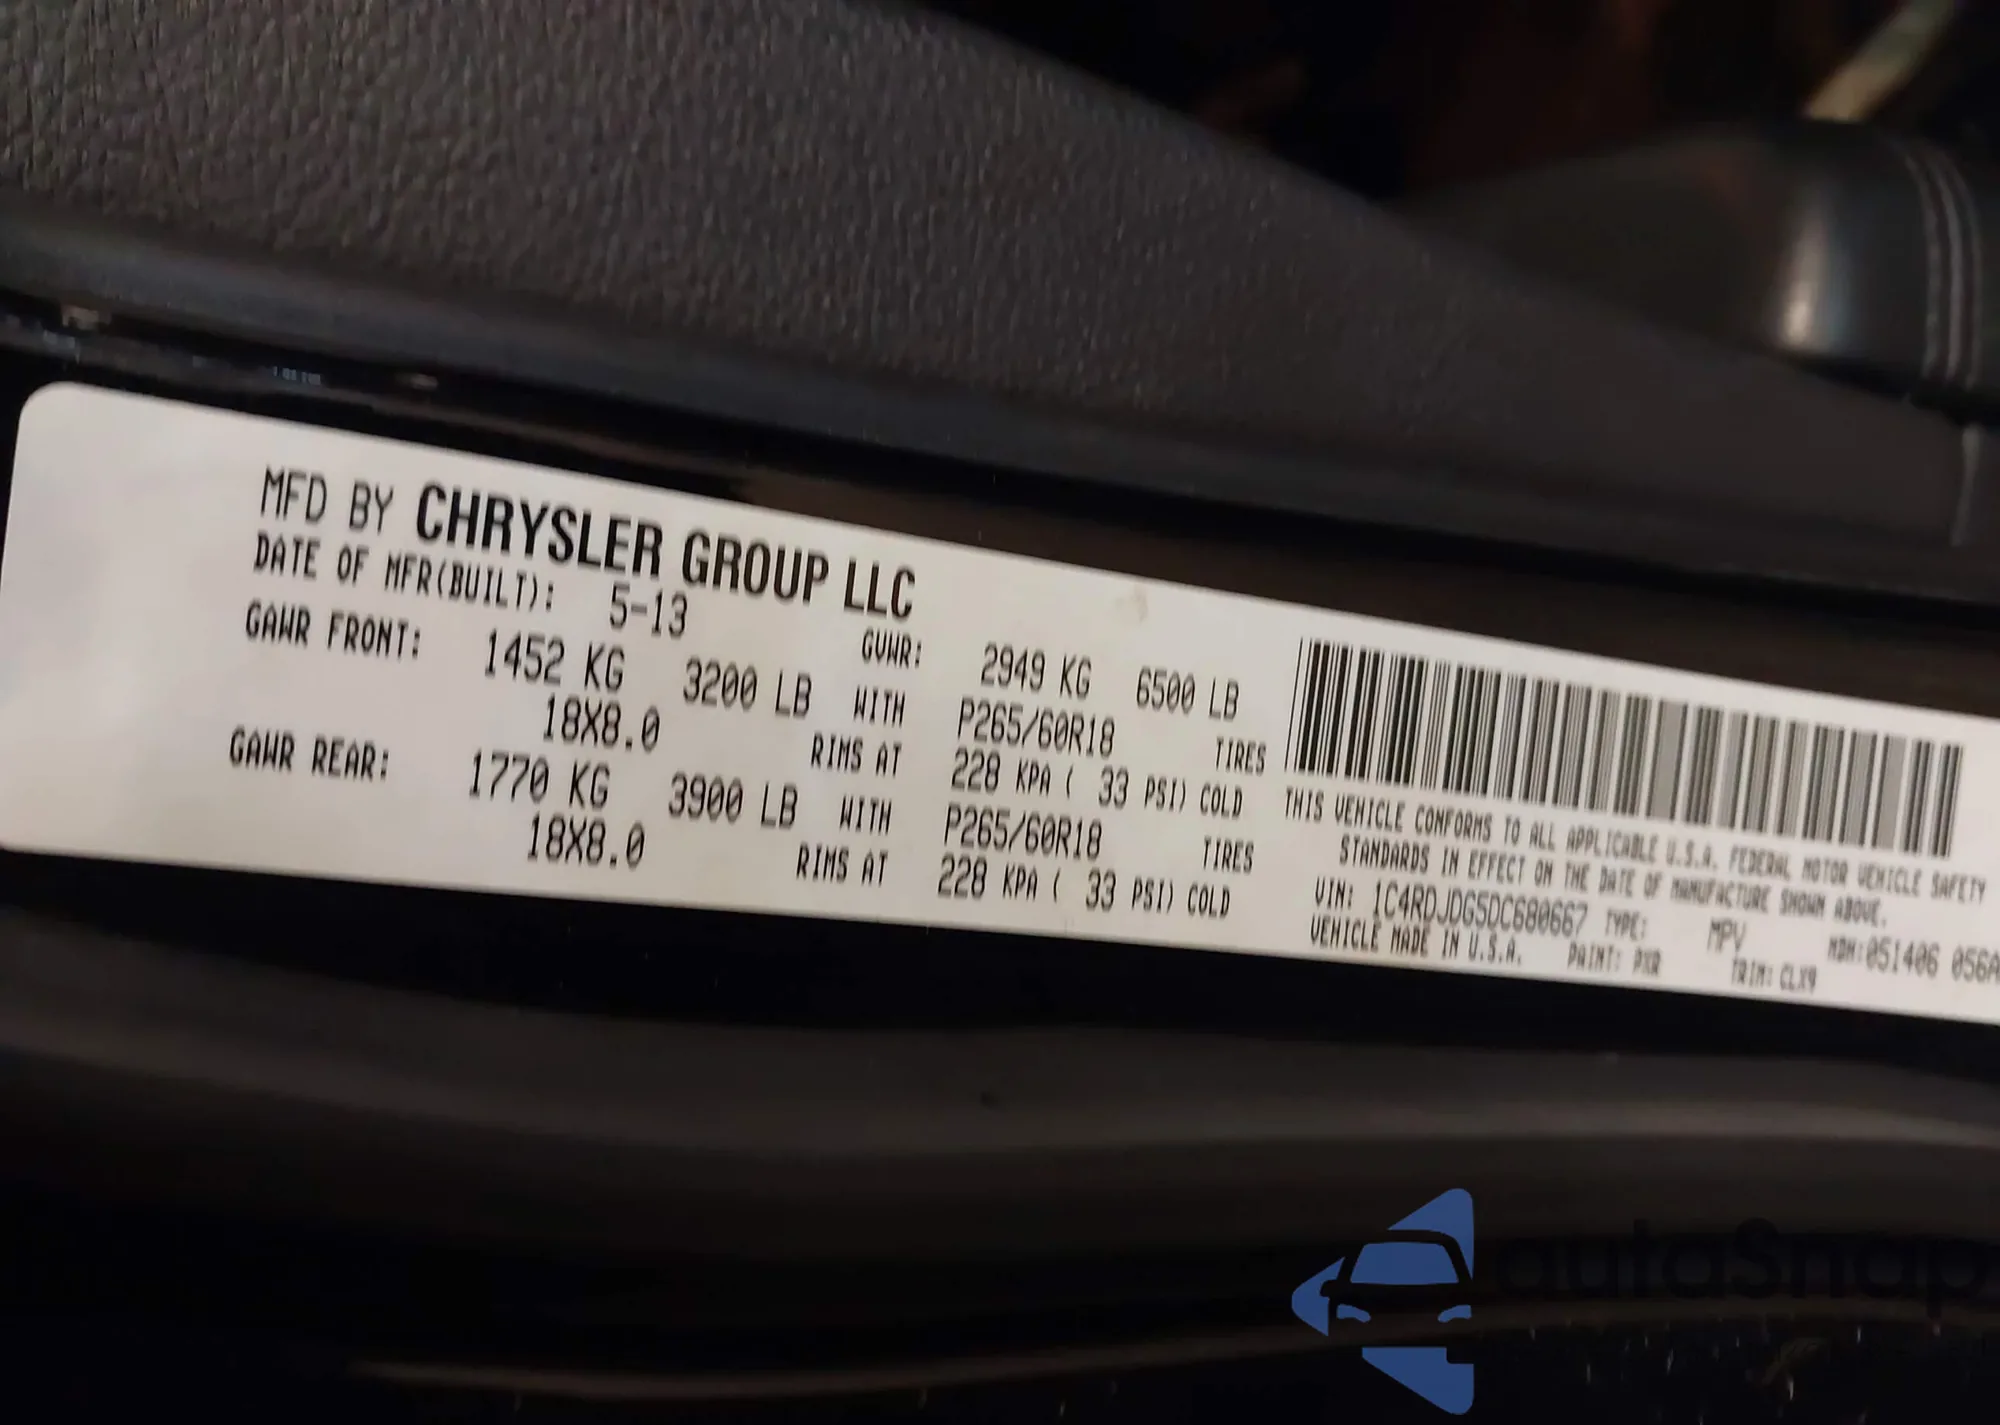 MFD BY CHRYSLER GROUP LLC
DATE OF MFR(BUILT): 5-13 GVWR: 2949 KG 6500 LB
GAWR FRONT: 1452 KG 3200 LB WITH P265/60R18 TIRES
18X8.0 RIMS AT 228 KPA ( 33 PSI) COLD
GAWR REAR: 1770 KG 3900 LB WITH P265/60R18 TIRES
18X8.0 RIMS AT 228 KPA ( 33 PSI) COLD
THIS VEHICLE CONFORMS TO ALL APPLICABLE U.S.A. FEDERAL MOTOR VEHICLE SAFETY
STANDARDS IN EFFECT ON THE DATE OF MANUFACTURE SHOWN ABOVE.
VIN: 1C4RDJDG5DC680667 TYPE: MPV MDH:051406 056A
VEHICLE MADE IN U.S.A. PAINT: PXR TRIM: CLX9
autoSnap